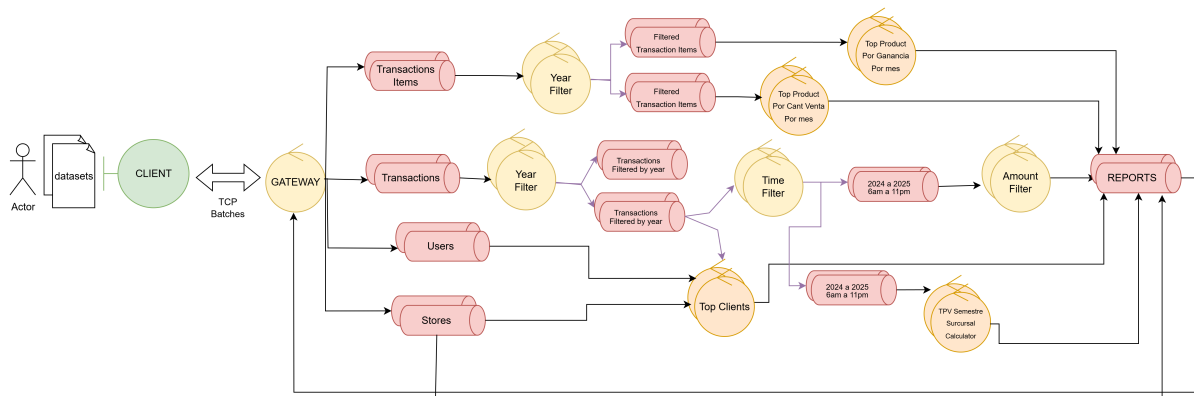 Actor
datasets
CLIENT
TCP
Batches
GATEWAY
Transactions
Items
Year
Filter
Filtered
Transaction Items
Filtered
Transaction Items
Top Product
Por Ganancia
Por mes
Top Product
Por Cant Venta
Por mes
Transactions
Year
Filter
Transactions
Filtered by year
Transactions
Filtered by year
Time
Filter
2024 a 2025
6am a 11pm
Amount
Filter
REPORTS
Users
Stores
Top Clients
2024 a 2025
6am a 11pm
TPV Semestre
Surcursal
Calculator